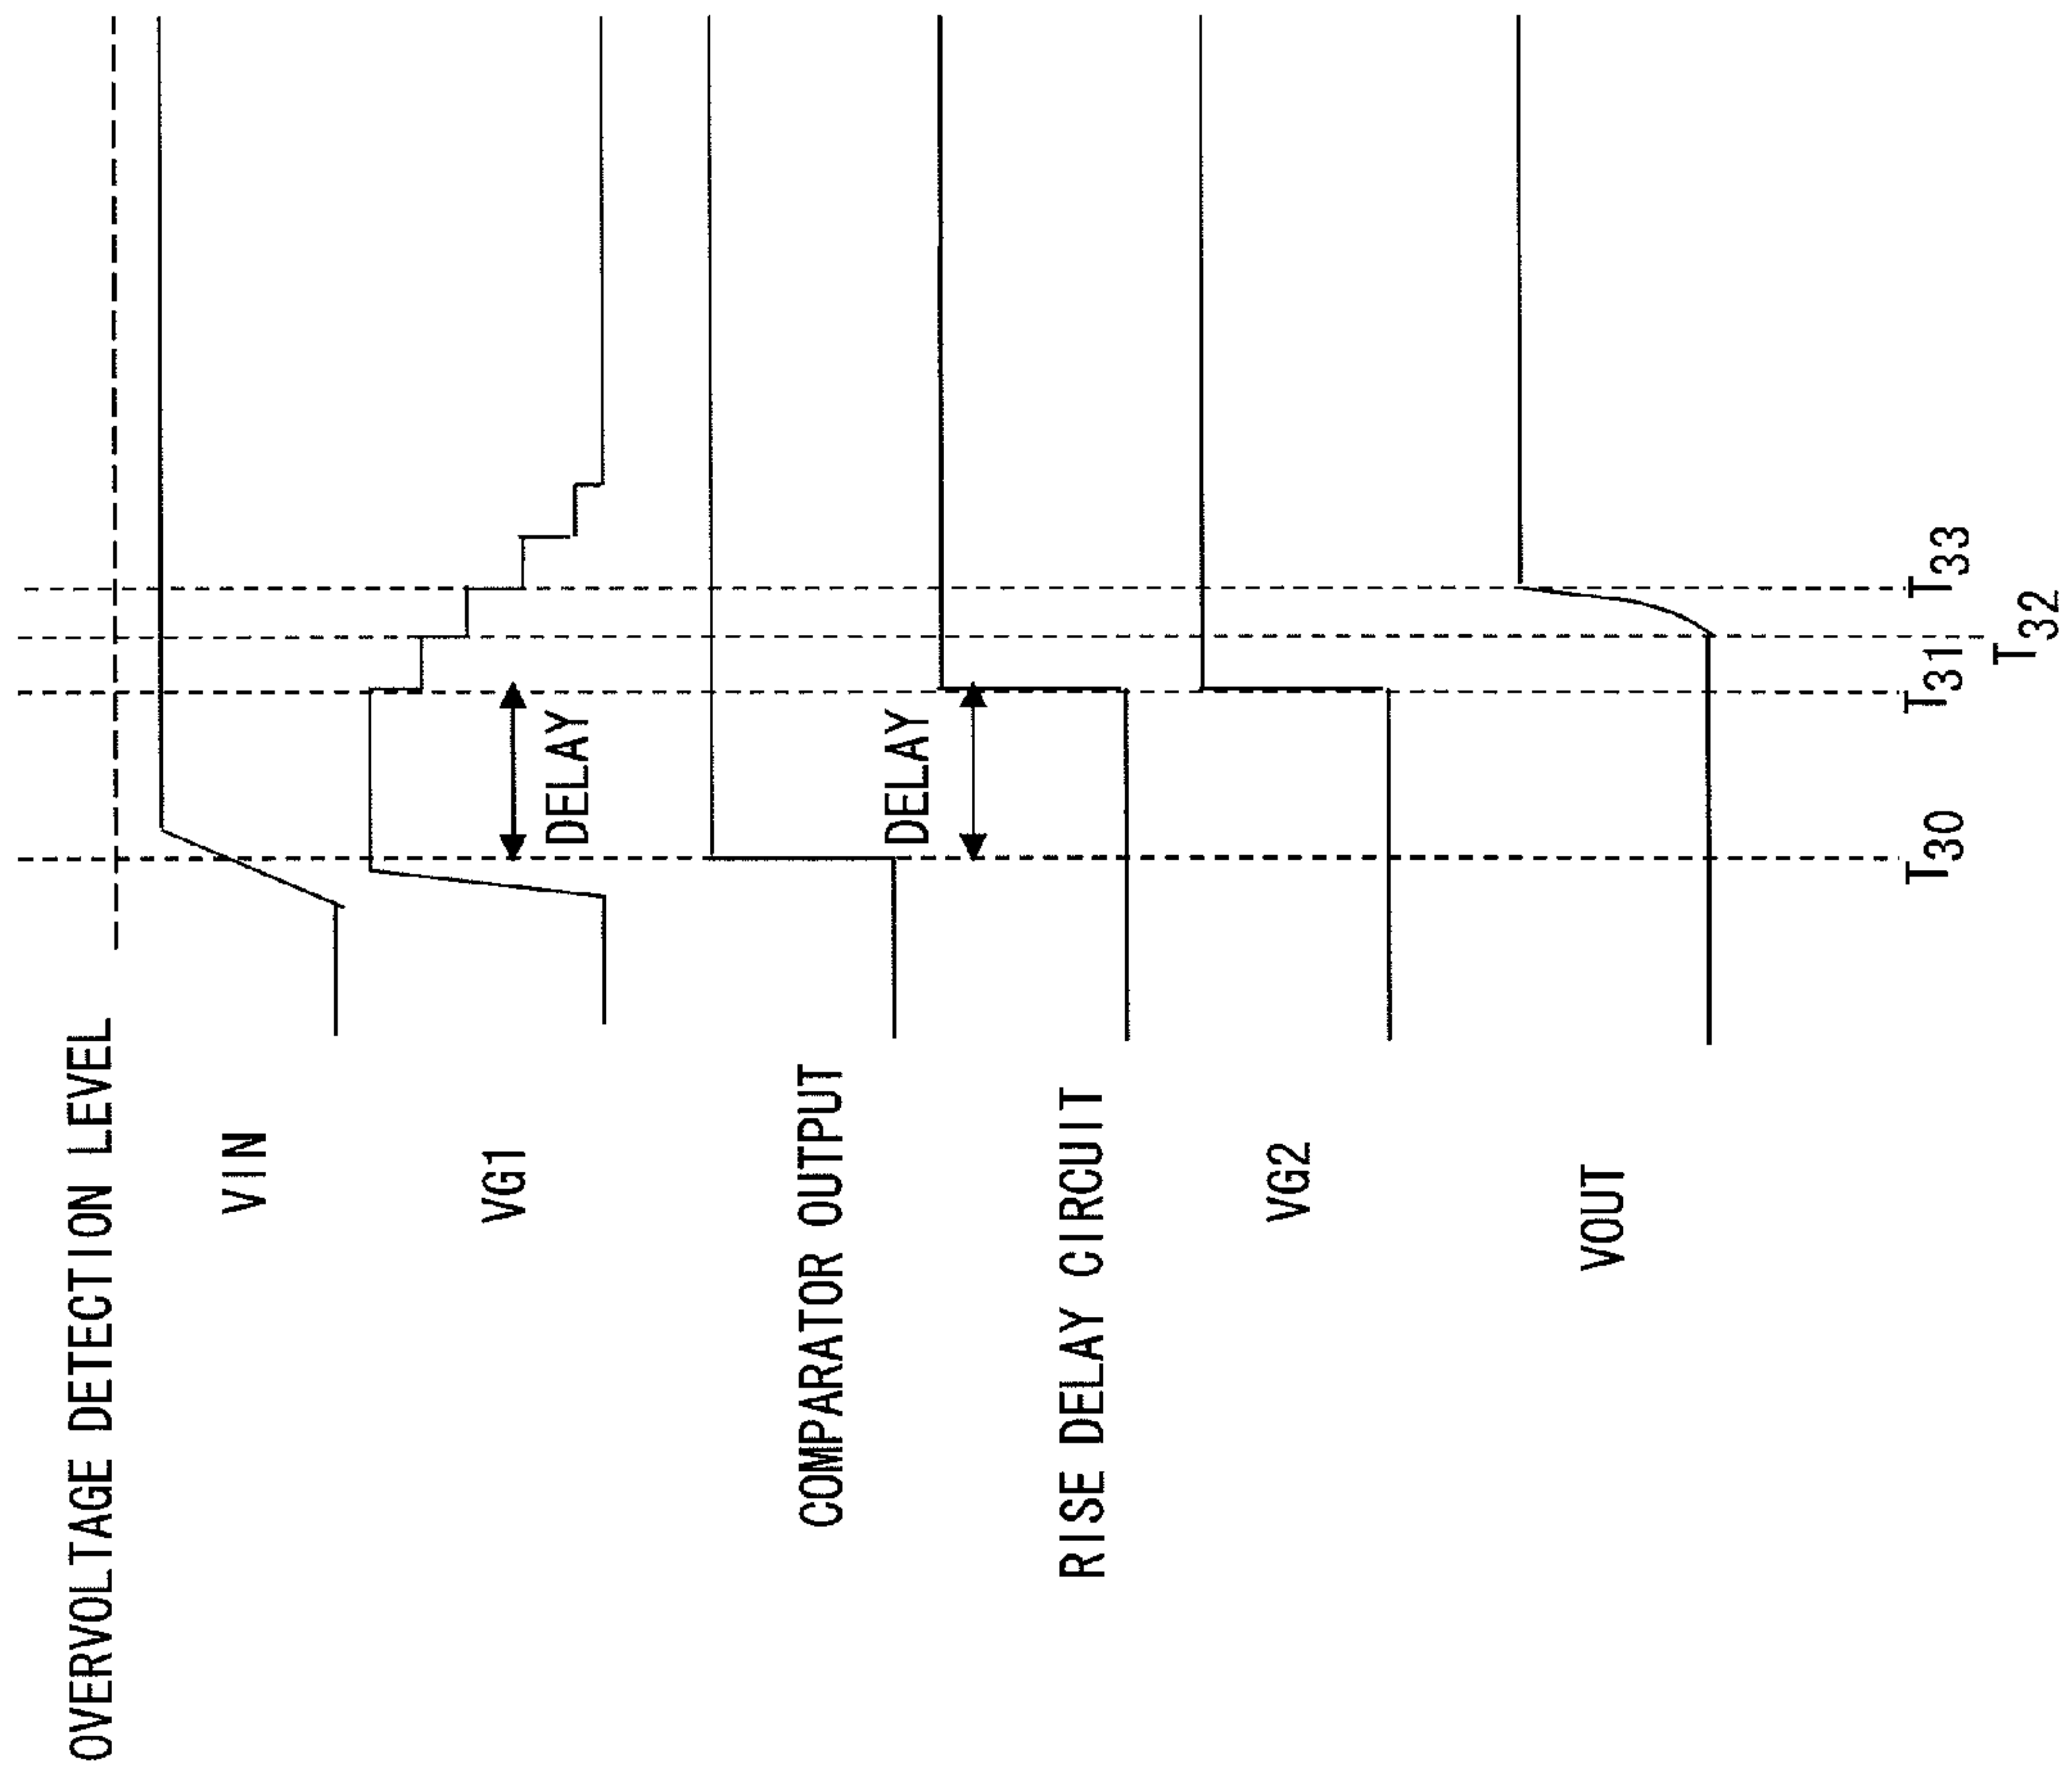 OVERVOLTAGE DETECTION LEVEL
VIN
VG1
DELAY
COMPARATOR OUTPUT
DELAY
RISE DELAY CIRCUIT
VG2
VOUT
T30
T31
T32
T33